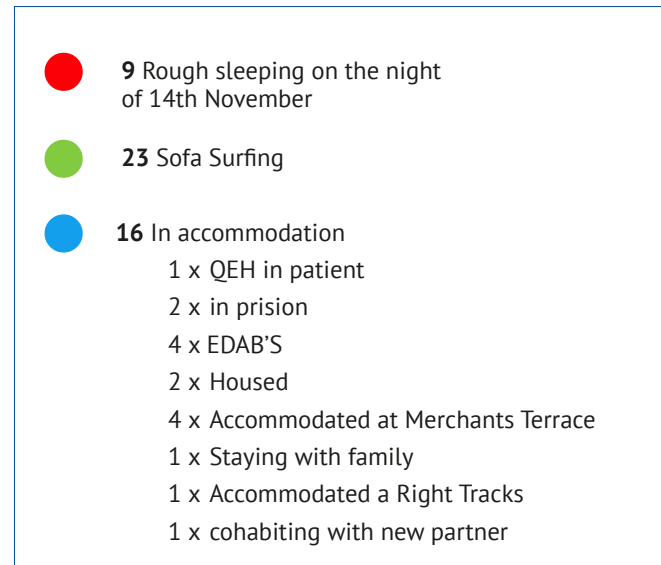 9 Rough sleeping on the night
of 14th November
23 Sofa Surfing
16 In accommodation
1 x QEH in patient
2 x in prision
4 x EDAB'S
2 x Housed
4 x Accommodated at Merchants Terrace
1 x Staying with family
1 x Accommodated a Right Tracks
1 x cohabiting with new partner